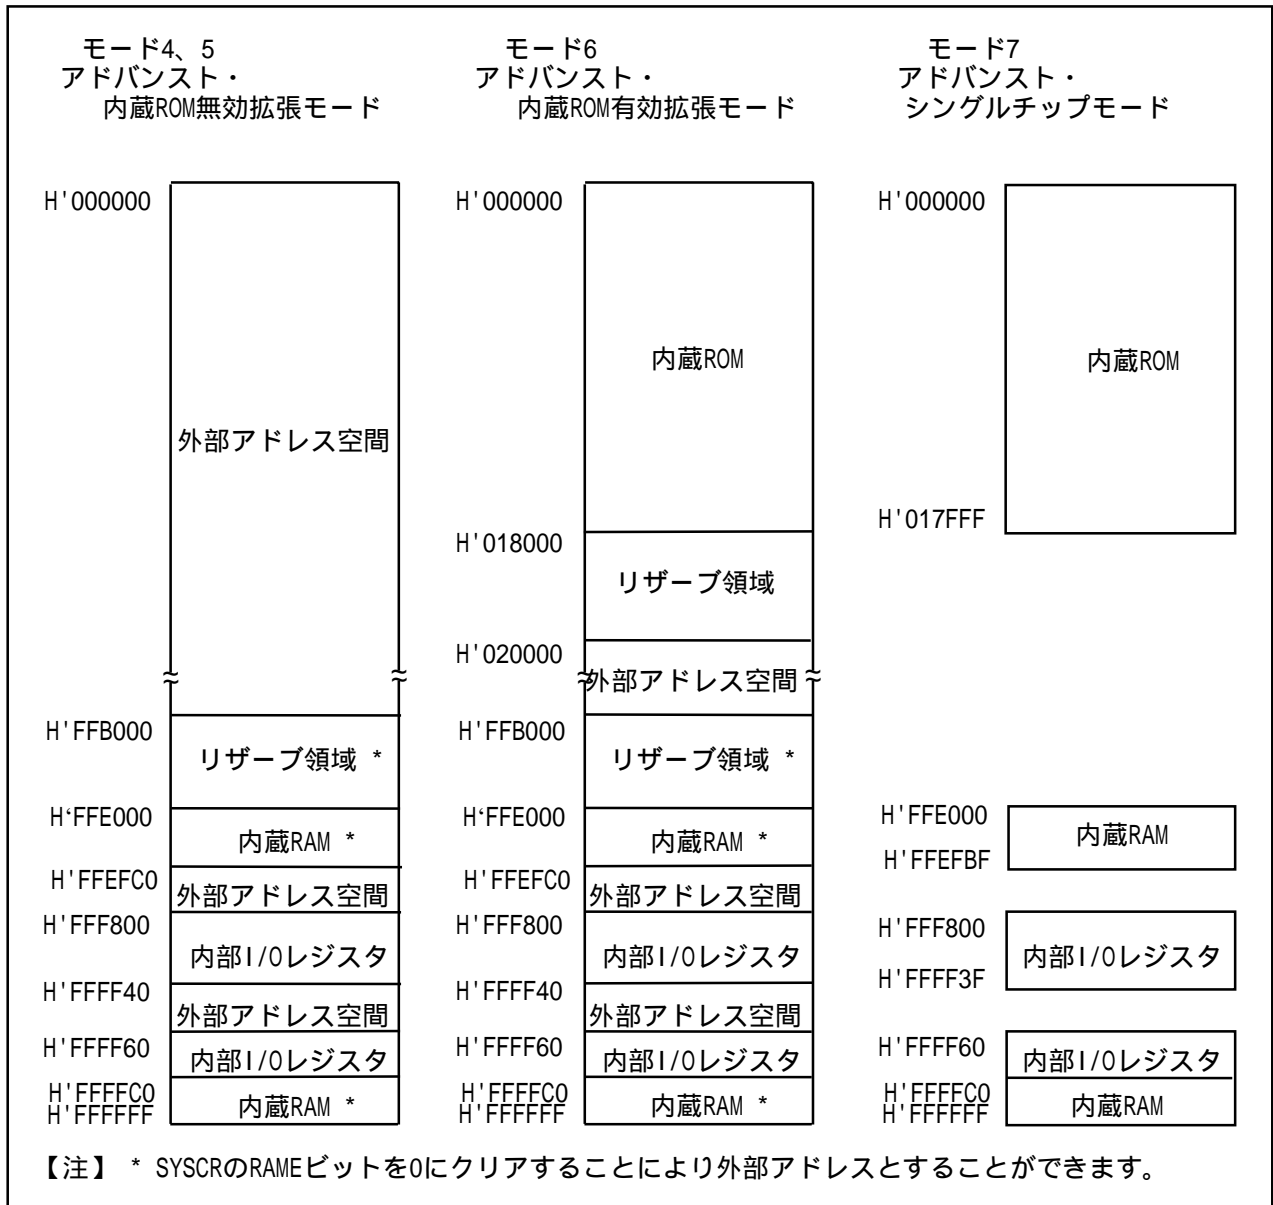 モード4、5
アドバンスト・
内蔵ROM無効拡張モード
H'000000
外部アドレス空間
≈ ≈
H'FFB000
リザーブ領域 *
H‘FFE000
内蔵RAM *
H'FFEFC0
外部アドレス空間
H'FFF800
内部I/Oレジスタ
H'FFFF40
外部アドレス空間
H'FFFF60
内部I/Oレジスタ
H'FFFFC0
H'FFFFFF
内蔵RAM *
モード6
アドバンスト・
内蔵ROM有効拡張モード
H'000000
内蔵ROM
H'018000
リザーブ領域
H'020000
≈外部アドレス空間 ≈
H'FFB000
リザーブ領域 *
H‘FFE000
内蔵RAM *
H'FFEFC0
外部アドレス空間
H'FFF800
内部I/Oレジスタ
H'FFFF40
外部アドレス空間
H'FFFF60
内部I/Oレジスタ
H'FFFFC0
H'FFFFFF
内蔵RAM *
モード7
アドバンスト・
シングルチップモード
H'000000
内蔵ROM
H'017FFF
H'FFE000
内蔵RAM
H'FFEFBF
H'FFF800
内部I/Oレジスタ
H'FFFF3F
H'FFFF60
内部I/Oレジスタ
H'FFFFC0
H'FFFFFF
内蔵RAM
【注】 * SYSCRのRAMEビットを0にクリアすることにより外部アドレスとすることができます。